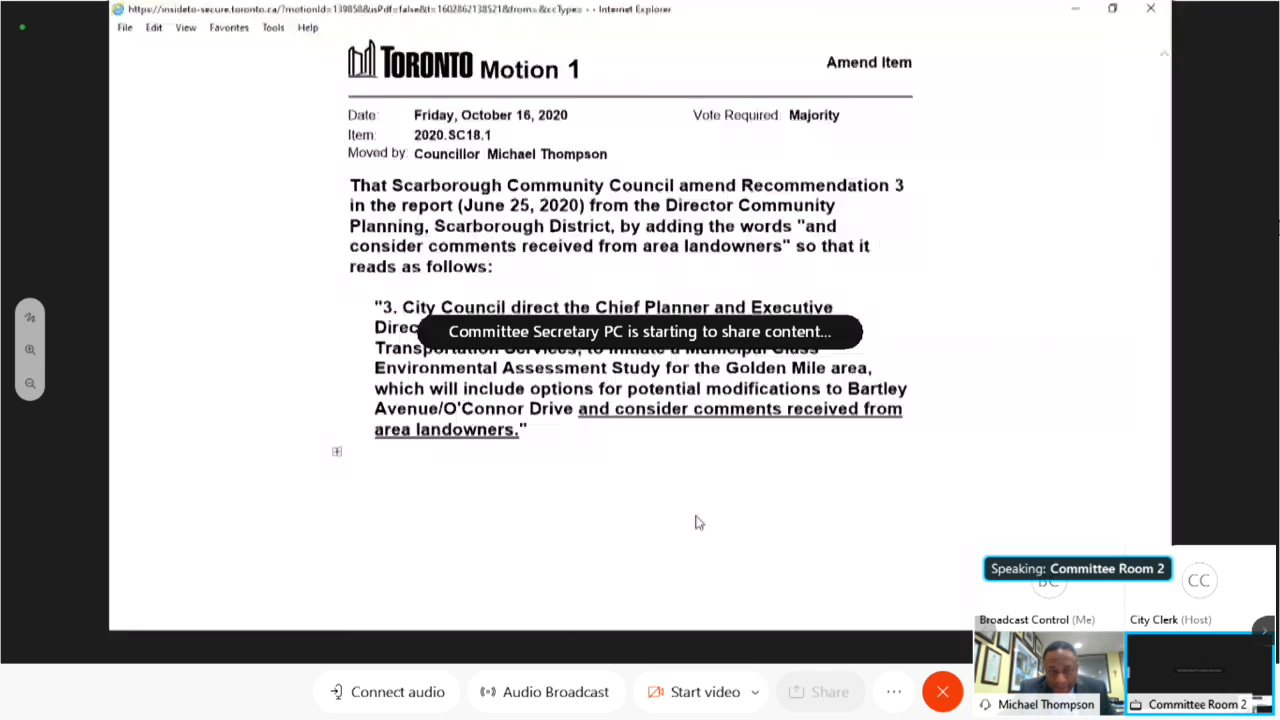 https://insideto-secure.toronto.ca/?motionId=139858&isPdf=false&t=1602862138521&from=&ccType= - - Internet Explorer
File Edit View Favorites Tools Help
TORONTO Motion 1
Amend Item
Date: Friday, October 16, 2020 Vote Required: Majority
Item: 2020.SC18.1
Moved by: Councillor Michael Thompson
That Scarborough Community Council amend Recommendation 3
in the report (June 25, 2020) from the Director Community
Planning, Scarborough District, by adding the words "and
consider comments received from area landowners" so that it
reads as follows:
"3. City Council direct the Chief Planner and Executive
Direc
Committee Secretary PC is starting to share content...
Transportation Services, to initiate a Municipal Class
Environmental Assessment Study for the Golden Mile area,
which will include options for potential modifications to Bartley
Avenue/O'Connor Drive and consider comments received from
area landowners."
Speaking: Committee Room 2
BC CC
Broadcast Control (Me) City Clerk (Host)
Michael Thompson Committee Room 2
Connect audio Audio Broadcast Start video Share